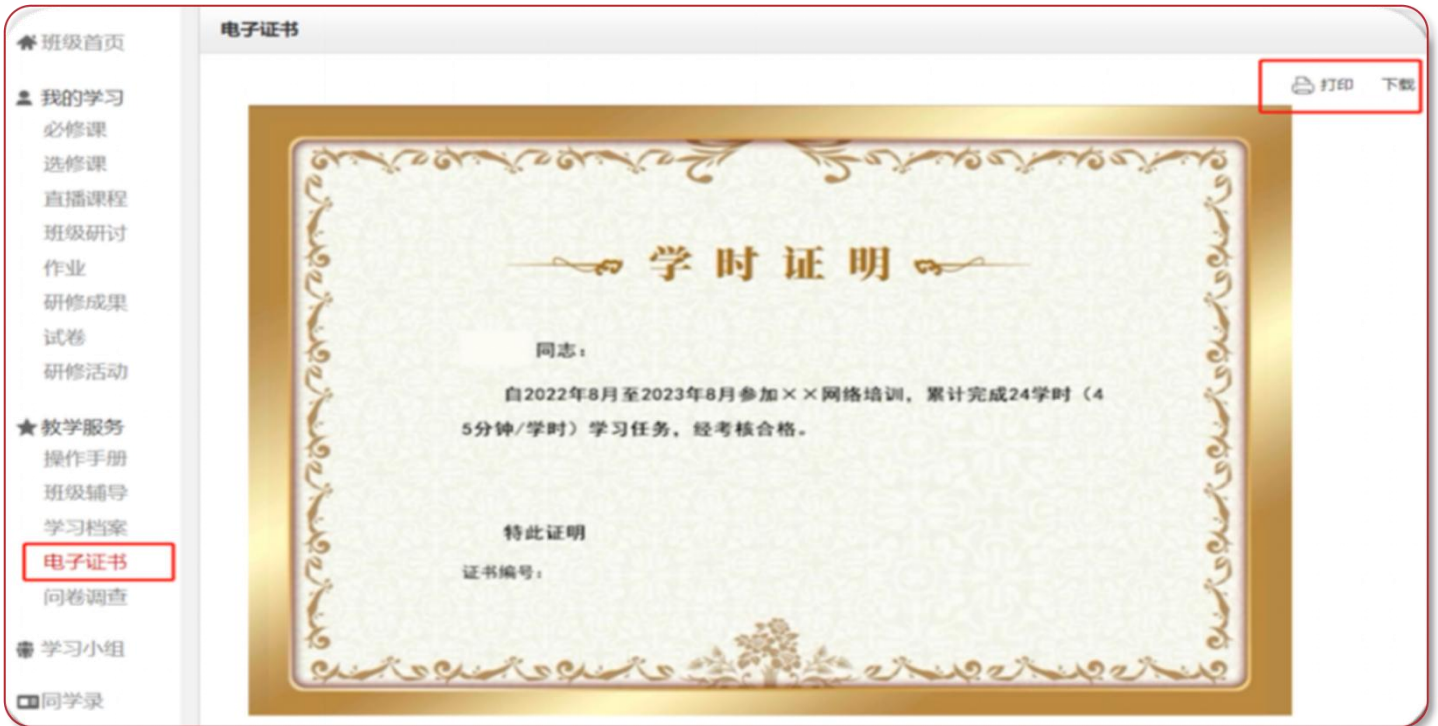 班级首页
我的学习
必修课
选修课
直播课程
班级研讨
作业
研修成果
试卷
研修活动
教学服务
操作手册
班级辅导
学习档案
电子证书
问卷调查
学习小组
同学录
电子证书
打印 下载
学时证明
同志：
自2022年8月至2023年8月参加××网络培训，累计完成24学时（4
5分钟/学时）学习任务，经考核合格。
特此证明
证书编号：